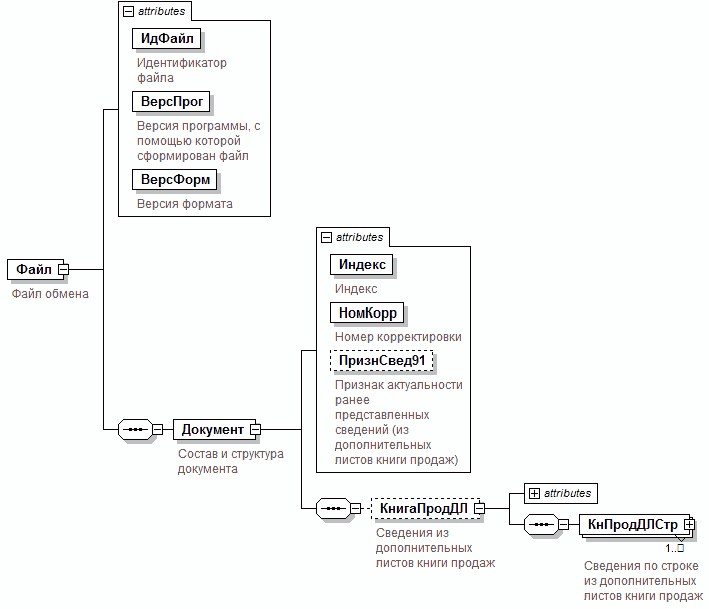 attributes
ИдФайл
Идентификатор
файла
ВерсПрог
Версия программы, с
помощью которой
сформирован файл
ВерсФорм
Версия формата
Файл
Файл обмена
attributes
Индекс
Индекс
НомКорр
Номер корректировки
ПризнСвед91
Признак актуальности
ранее
представленных
сведений (из
дополнительных
листов книги продаж)
Документ
Состав и структура
документа
КнигаПродДЛ
Сведения из
дополнительных
листов книги продаж
attributes
КнПродДЛСтр
1..
Сведения по строке
из дополнительных
листов книги продаж